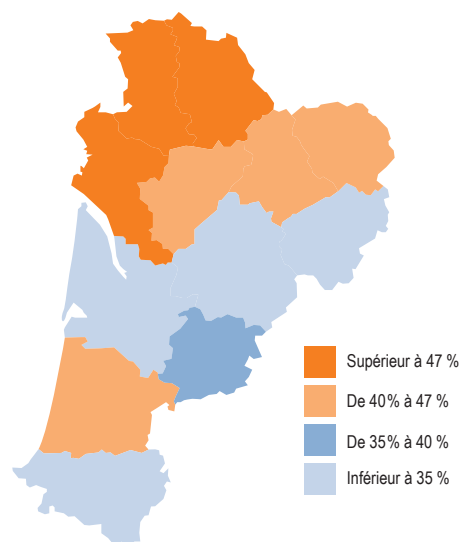 Supérieur à 47 %
De 40% à 47 %
De 35% à 40 %
Inférieur à 35 %